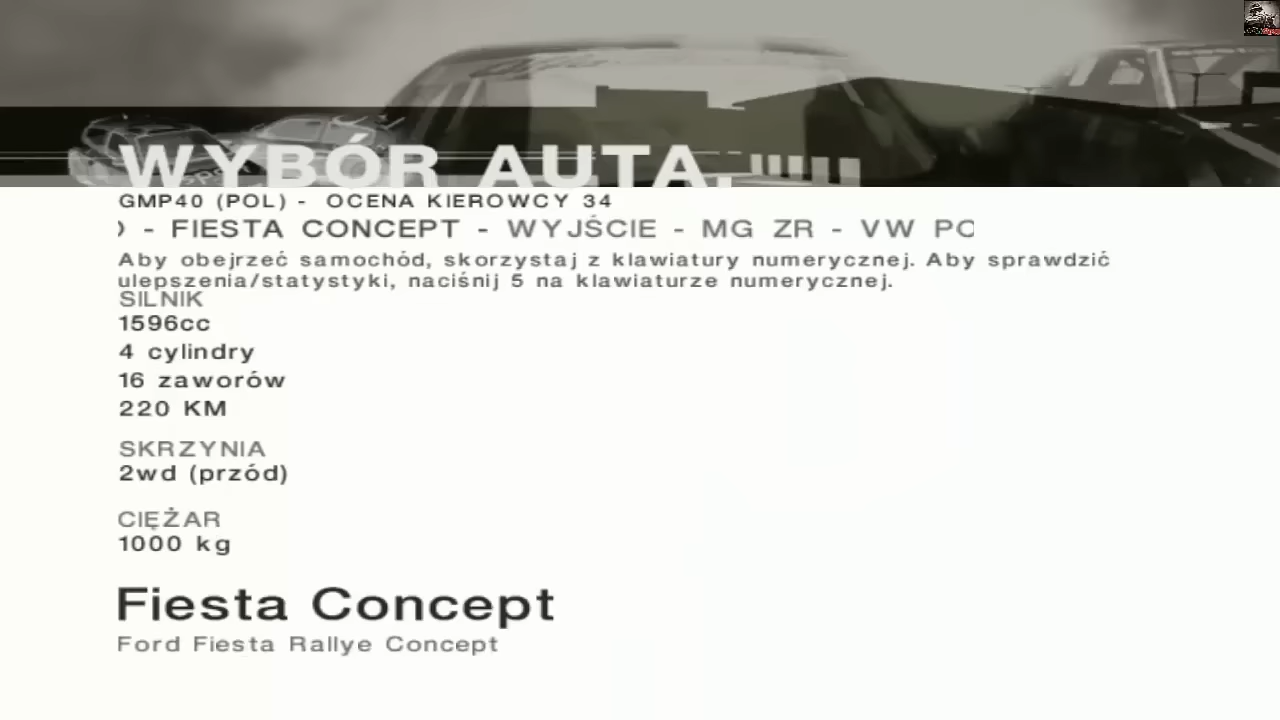 WYBÓR AUTA.
GMP40 (POL) - OCENA KIEROWCY 34
- FIESTA CONCEPT - WYJŚCIE - MG ZR - VW PO
Aby obejrzeć samochód, skorzystaj z klawiatury numerycznej. Aby sprawdzić
ulepszenia/statystyki, naciśnij 5 na klawiaturze numerycznej.
SILNIK
1596cc
4 cylindry
16 zaworów
220 KM
SKRZYNIA
2wd (przód)
CIĘŻAR
1000 kg
Fiesta Concept
Ford Fiesta Rallye Concept